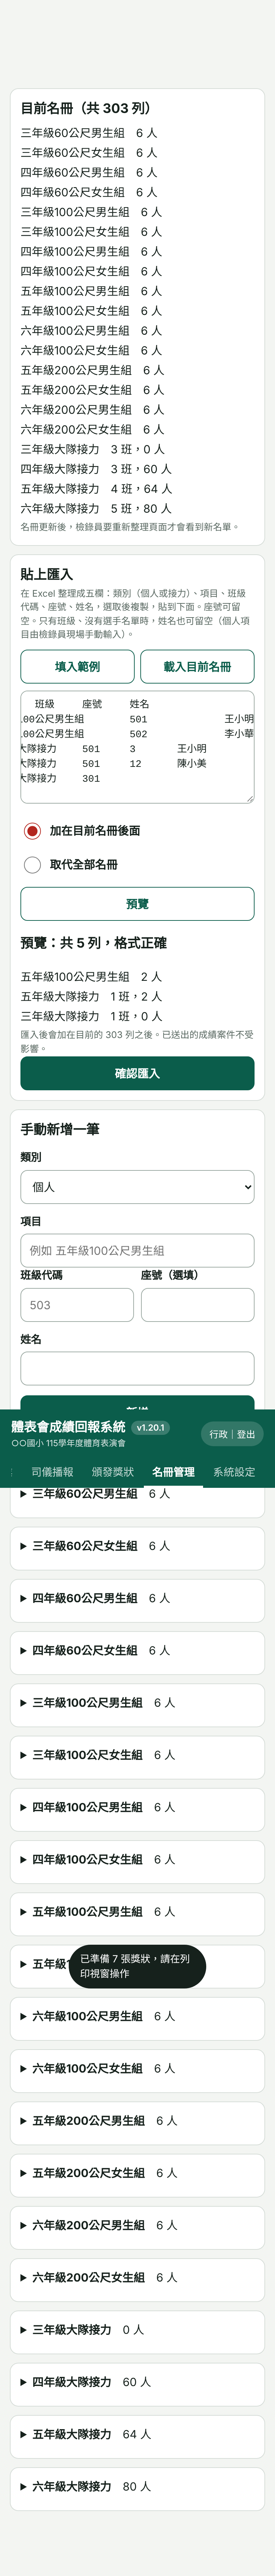 目前名冊（共 303 列）
三年級60公尺男生組 6 人
三年級60公尺女生組 6 人
四年級60公尺男生組 6 人
四年級60公尺女生組 6 人
三年級100公尺男生組 6 人
三年級100公尺女生組 6 人
四年級100公尺男生組 6 人
四年級100公尺女生組 6 人
五年級100公尺男生組 6 人
五年級100公尺女生組 6 人
六年級100公尺男生組 6 人
六年級100公尺女生組 6 人
五年級200公尺男生組 6 人
五年級200公尺女生組 6 人
六年級200公尺男生組 6 人
六年級200公尺女生組 6 人
三年級大隊接力 3 班，0 人
四年級大隊接力 3 班，60 人
五年級大隊接力 4 班，64 人
六年級大隊接力 5 班，80 人
名冊更新後，檢錄員要重新整理頁面才會看到新名單。
貼上匯入
在 Excel 整理成五欄：類別（個人或接力）、項目、班級
代碼、座號、姓名，選取後複製，貼到下面。座號可留
空。只有班級、沒有選手名單時，姓名也可留空（個人項
目由檢錄員現場手動輸入）。
填入範例 載入目前名冊
班級 座號 姓名
00公尺男生組 501 王小明
00公尺男生組 502 李小華
大隊接力 501 3 王小明
大隊接力 501 12 陳小美
大隊接力 301
加在目前名冊後面
取代全部名冊
預覽
預覽：共 5 列，格式正確
五年級100公尺男生組 2 人
五年級大隊接力 1 班，2 人
三年級大隊接力 1 班，0 人
匯入後會加在目前的 303 列之後。已送出的成績案件不受
影響。
確認匯入
手動新增一筆
類別
個人
項目
例如 五年級100公尺男生組
班級代碼 座號（選填）
503
姓名
體表會成績回報系統 v1.20.1
○○國小 115學年度體育表演會
行政｜登出
司儀播報 頒發獎狀 名冊管理 系統設定
三年級60公尺男生組 6 人
三年級60公尺女生組 6 人
四年級60公尺男生組 6 人
四年級60公尺女生組 6 人
三年級100公尺男生組 6 人
三年級100公尺女生組 6 人
四年級100公尺男生組 6 人
四年級100公尺女生組 6 人
五年級100公尺男生組 6 人
五年級1
已準備 7 張獎狀，請在列
印視窗操作
六年級100公尺男生組 6 人
六年級100公尺女生組 6 人
五年級200公尺男生組 6 人
五年級200公尺女生組 6 人
六年級200公尺男生組 6 人
六年級200公尺女生組 6 人
三年級大隊接力 0 人
四年級大隊接力 60 人
五年級大隊接力 64 人
六年級大隊接力 80 人